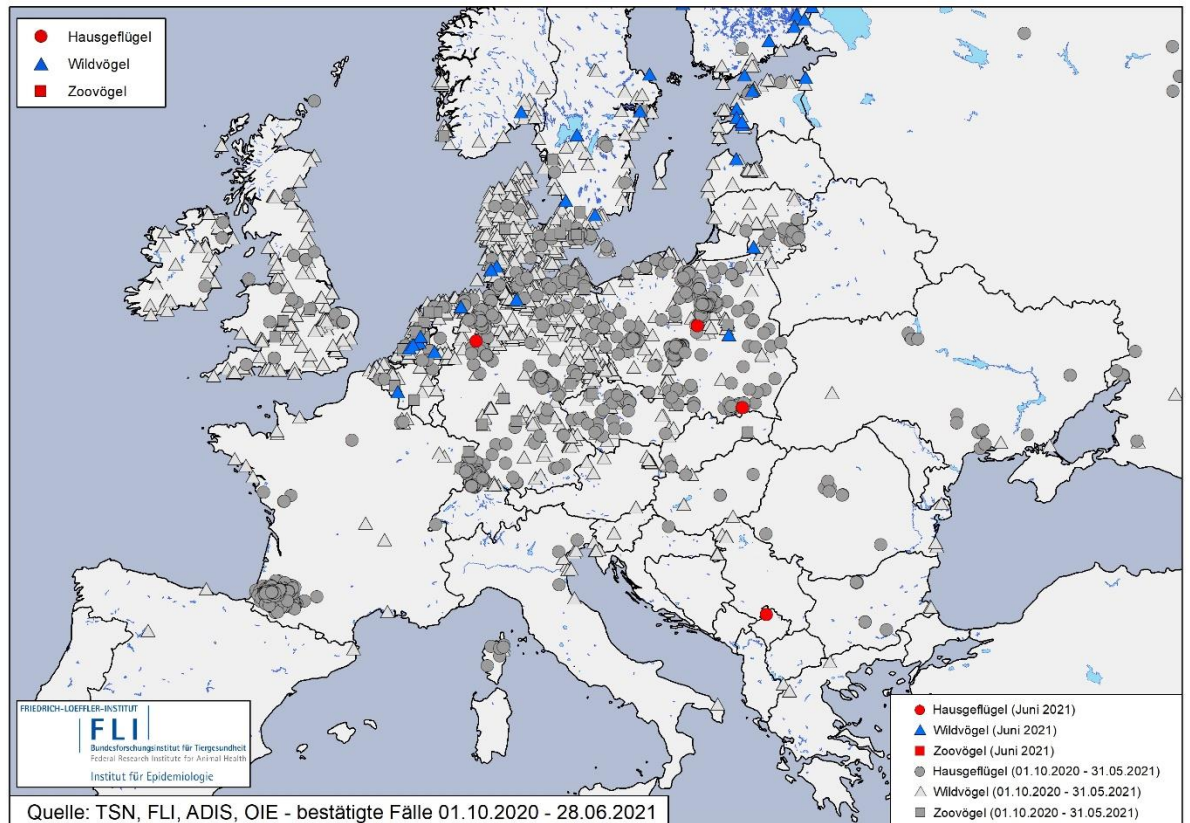 Hausgeflügel
Wildvögel
Zoovögel
FRIEDRICH-LOEFFLER-INSTITUT
FLI
Bundesforschungsinstitut für Tiergesundheit
Federal Research Institute for Animal Health
Institut für Epidemiologie
Hausgeflügel (Juni 2021)
Wildvögel (Juni 2021)
Zoovögel (Juni 2021)
Hausgeflügel (01.10.2020 - 31.05.2021)
Wildvögel (01.10.2020 - 31.05.2021)
Zoovögel (01.10.2020 - 31.05.2021)
Quelle: TSN, FLI, ADIS, OIE - bestätigte Fälle 01.10.2020 - 28.06.2021